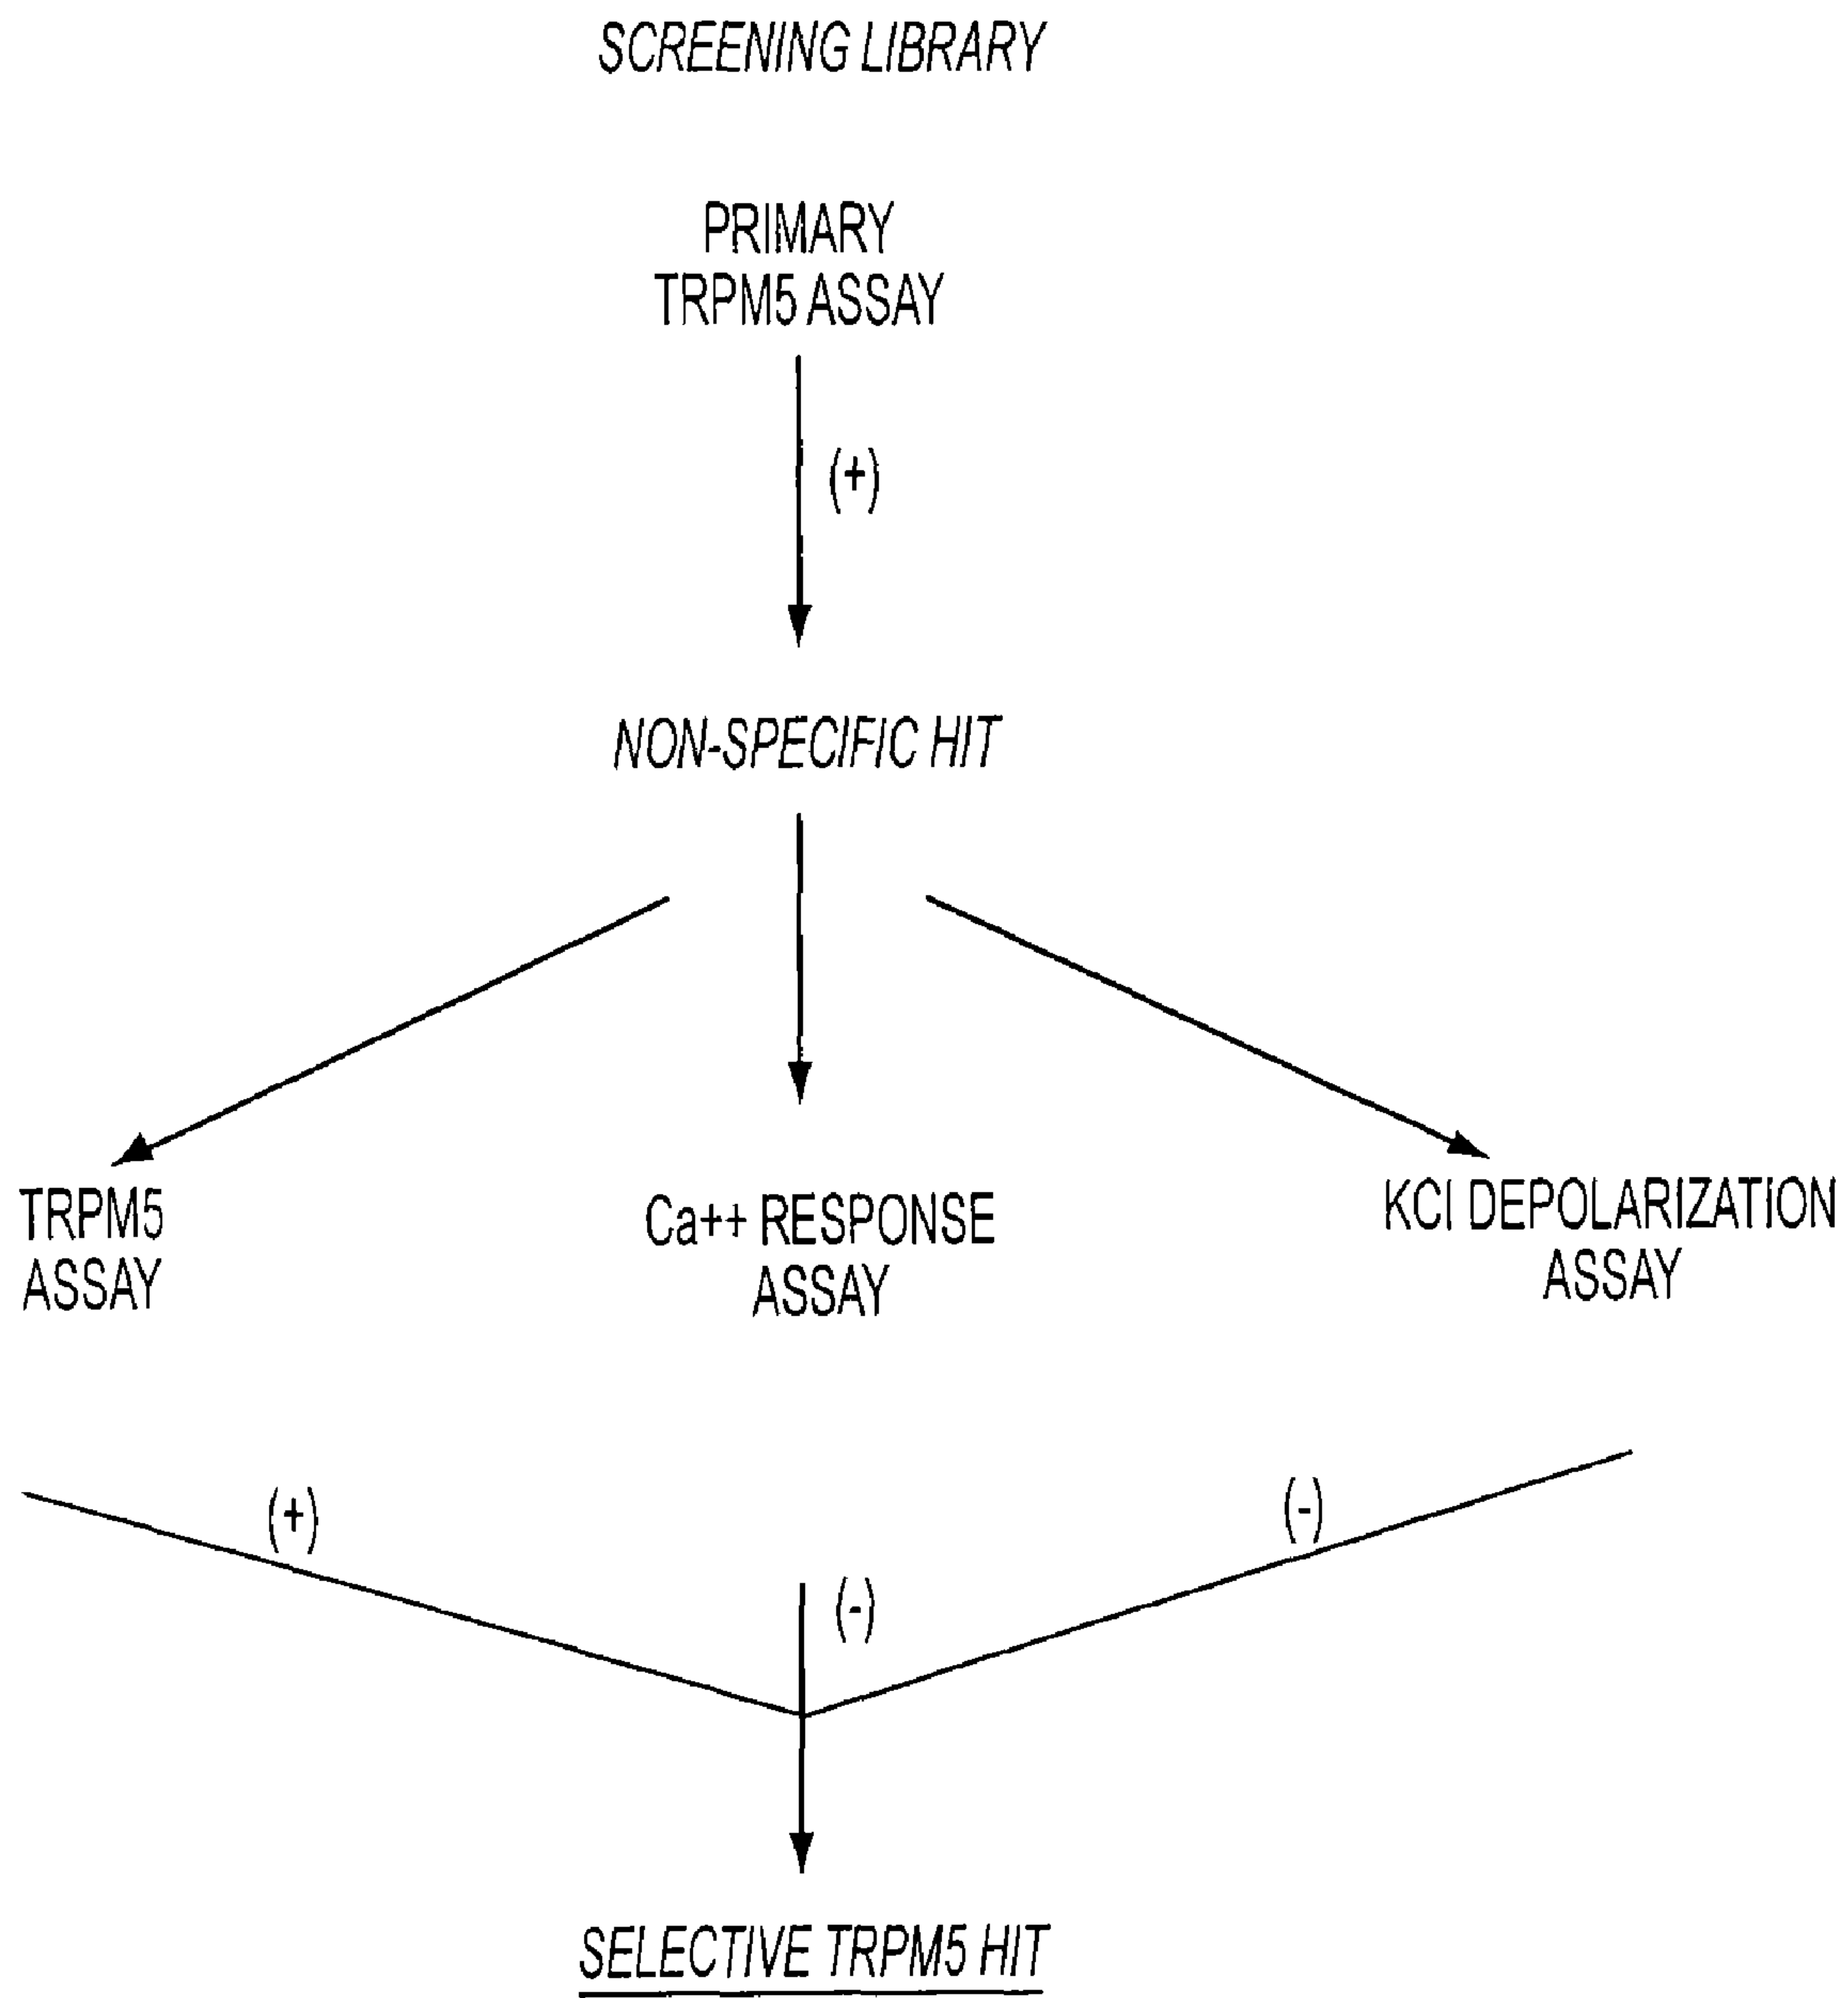 SCREENING LIBRARY
PRIMARY
TRPM5 ASSAY
(+)
NON-SPECIFIC HIT
TRPM5
ASSAY
Ca++ RESPONSE
ASSAY
KCl DEPOLARIZATION
ASSAY
(+)
(-)
(-)
SELECTIVE TRPM5 HIT